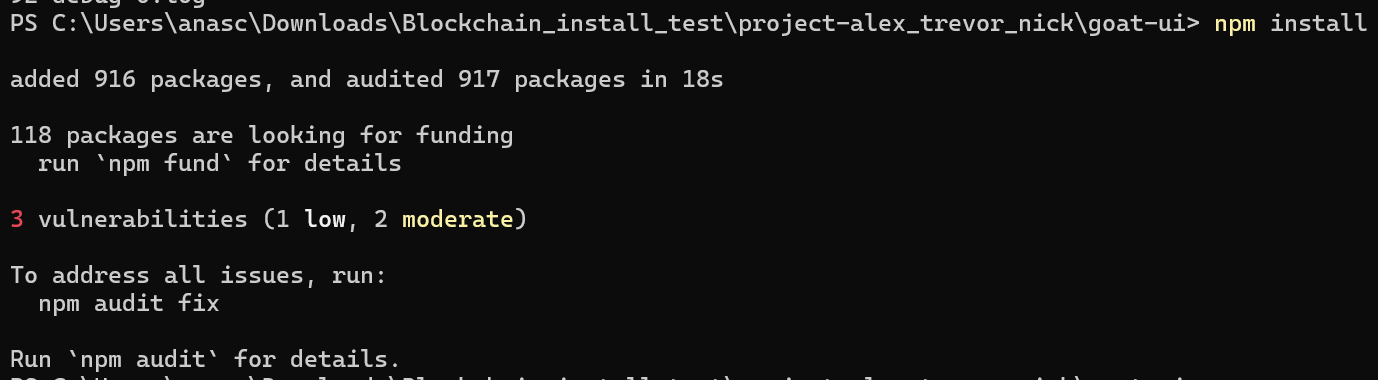 PS C:\Users\anasc\Downloads\Blockchain_install_test\project-alex_trevor_nick\goat-ui> npm install
added 916 packages, and audited 917 packages in 18s
118 packages are looking for funding
run `npm fund` for details
3 vulnerabilities (1 low, 2 moderate)
To address all issues, run:
npm audit fix
Run `npm audit` for details.